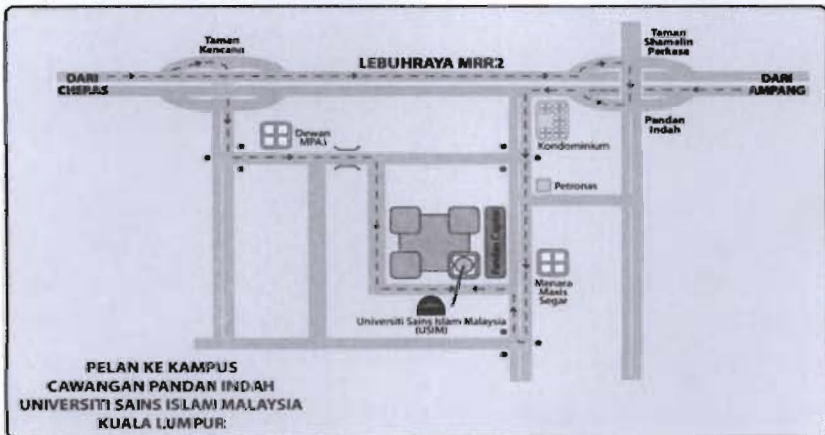 Taman
Kencana
LEBUHRAYA MRR2
Taman
Shamelin
Perkasa
DARI
CHERAS
DARI
AMPANG
Pandan
Indah
Dewan
MPAJ
Kondominium
Petronas
Pandan Capital
Menara
Maxis
Segar
Universiti Sains Islam Malaysia
(USIM)
PELAN KE KAMPUS
CAWANGAN PANDAN INDAH
UNIVERSITI SAINS ISLAM MALAYSIA
KUALA LUMPUR